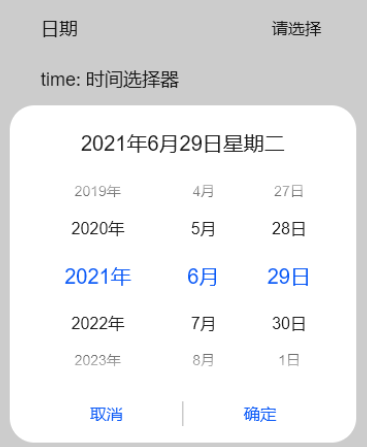 日期 请选择
time: 时间选择器
2021年6月29日星期二
2019年 4月 27日
2020年 5月 28日
2021年 6月 29日
2022年 7月 30日
2023年 8月 1日
取消 确定